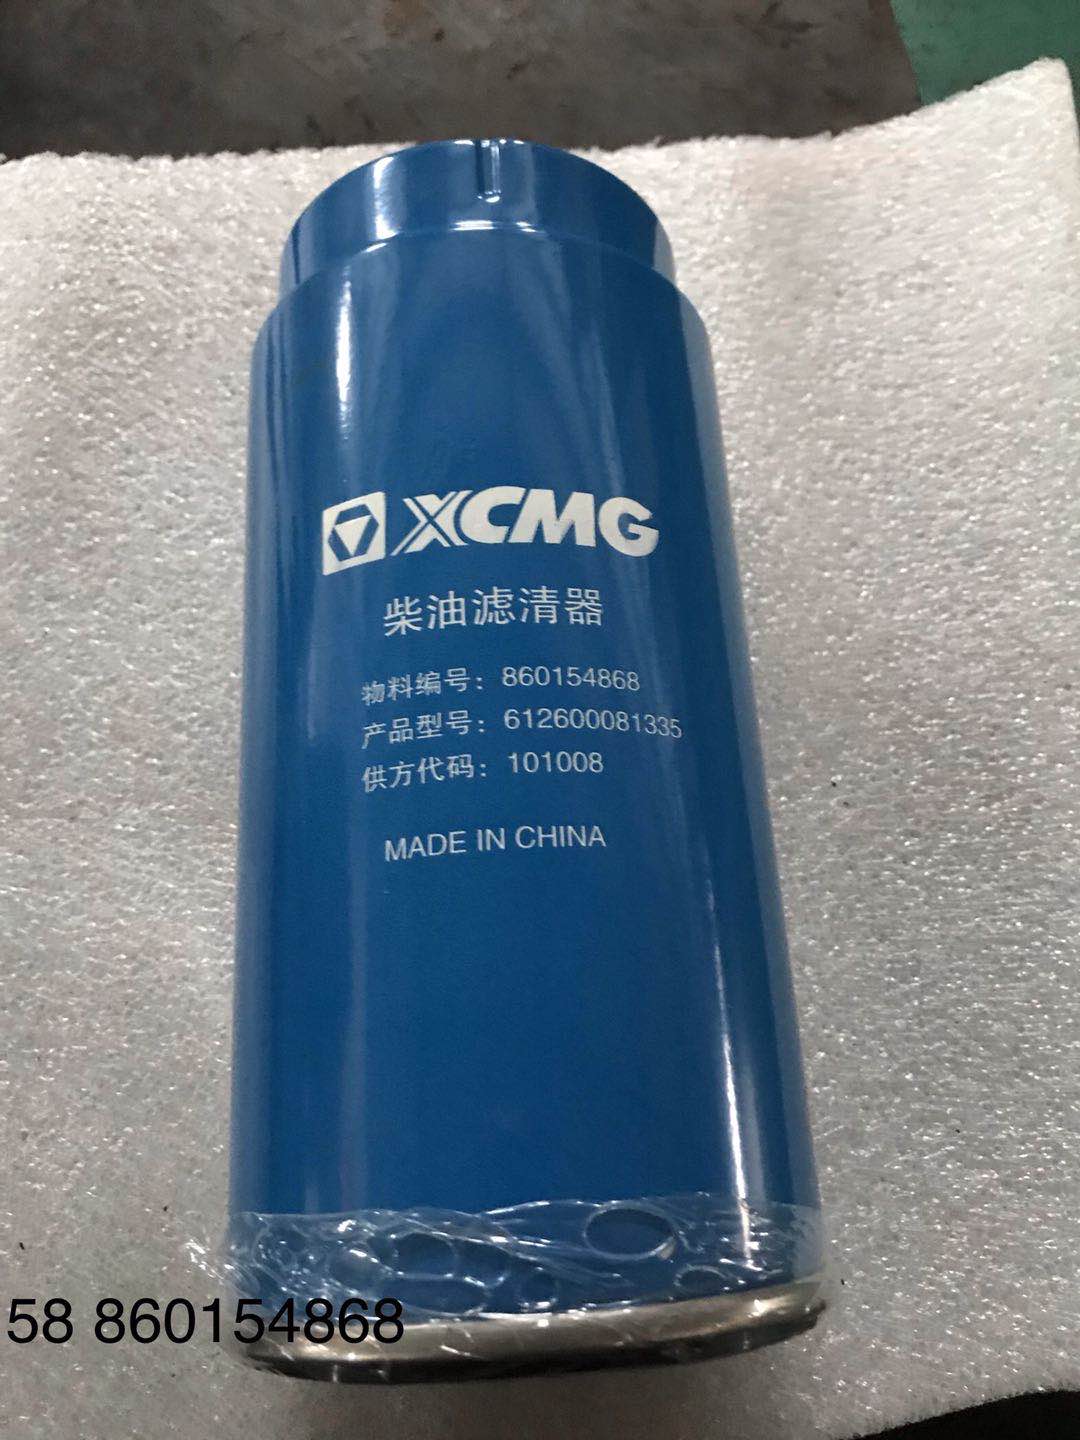 XCMG
柴油滤清器
物料编号：860154868
产品型号：612600081335
供方代码：101008
MADE IN CHINA
58 860154868